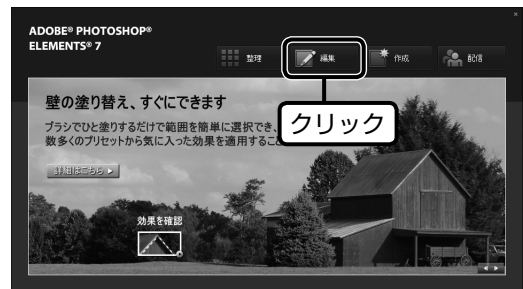 ADOBE® PHOTOSHOP®
ELEMENTS® 7
整理
編集
作成
配信
クリック
壁の塗り替え、すぐにできます
ブラシでひと塗りするだけで範囲を簡単に選択でき、
数多くのプリセットから気に入った効果を適用するこ
詳細はこちら
効果を確認